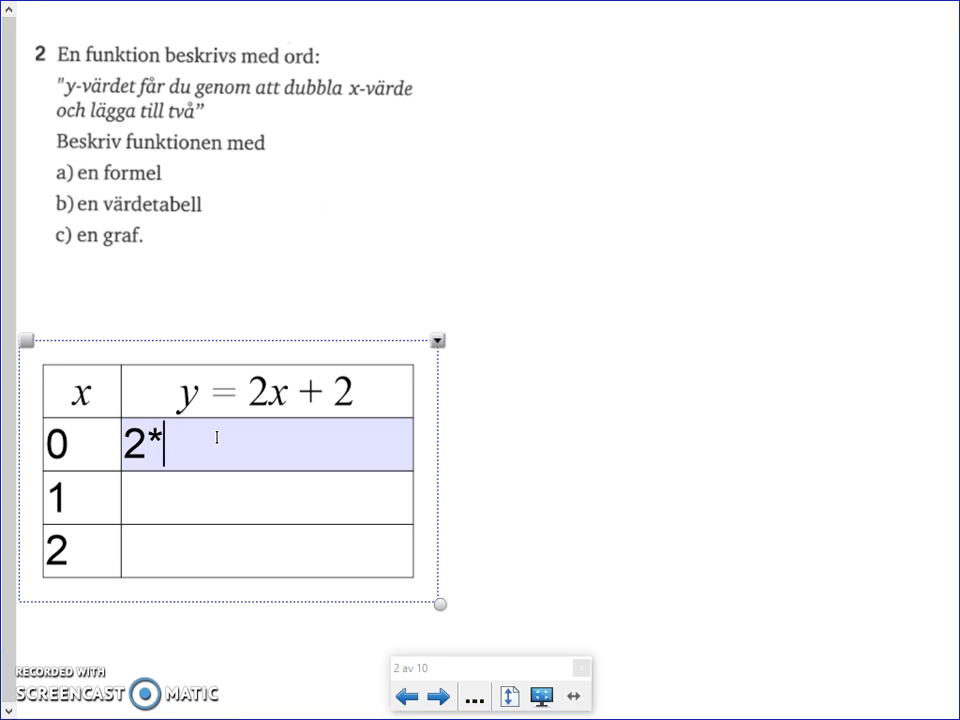 2 En funktion beskrivs med ord:
"y-värdet får du genom att dubbla x-värde
och lägga till två”
Beskriv funktionen med
a) en formel
b) en värdetabell
c) en graf.
x y = 2x + 2
0 2*
1
2
RECORDED WITH
SCREENCAST MATIC
2 av 10